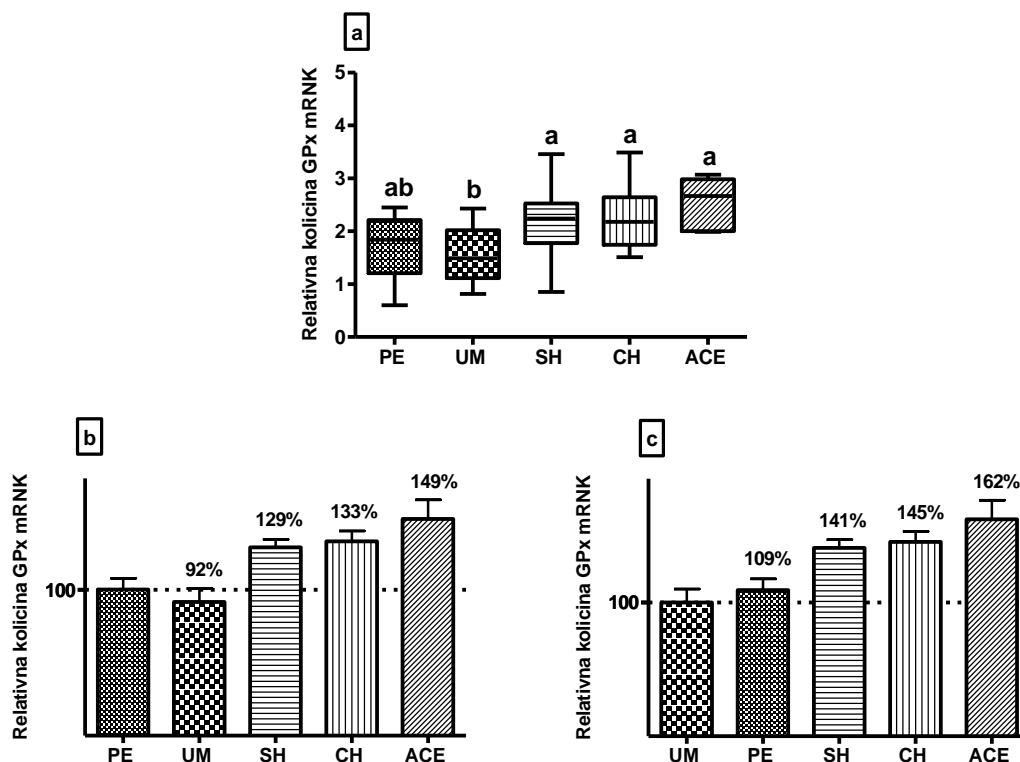 a
Relativna kolicina GPx mRNK
5
4
3
2
1
0
ab
b
a
a
a
PE UM SH CH ACE
b
Relativna kolicina GPx mRNK
100
92%
129%
133%
149%
PE UM SH CH ACE
c
Relativna kolicina GPx mRNK
100
109%
141%
145%
162%
UM PE SH CH ACE